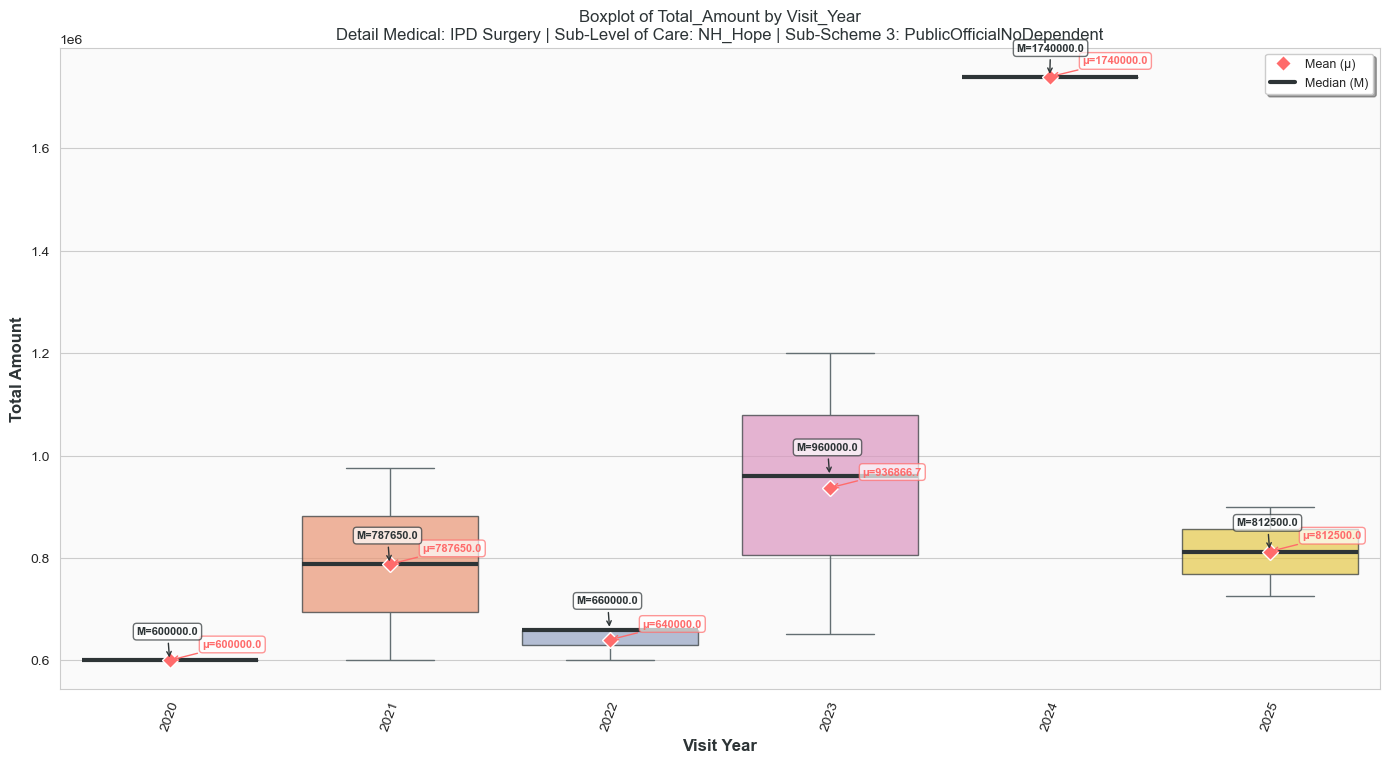 Boxplot of Total_Amount by Visit_Year
Detail Medical: IPD Surgery | Sub-Level of Care: NH_Hope | Sub-Scheme 3: PublicOfficialNoDependent
1e6
M=1740000.0
μ=1740000.0
Mean (μ)
Median (M)
1.6
1.4
1.2
1.0
0.8
0.6
Total Amount
M=960000.0
μ=936866.7
M=787650.0
μ=787650.0
M=812500.0
μ=812500.0
M=660000.0
μ=640000.0
M=600000.0
μ=600000.0
2020
2021
2022
2023
2024
2025
Visit Year